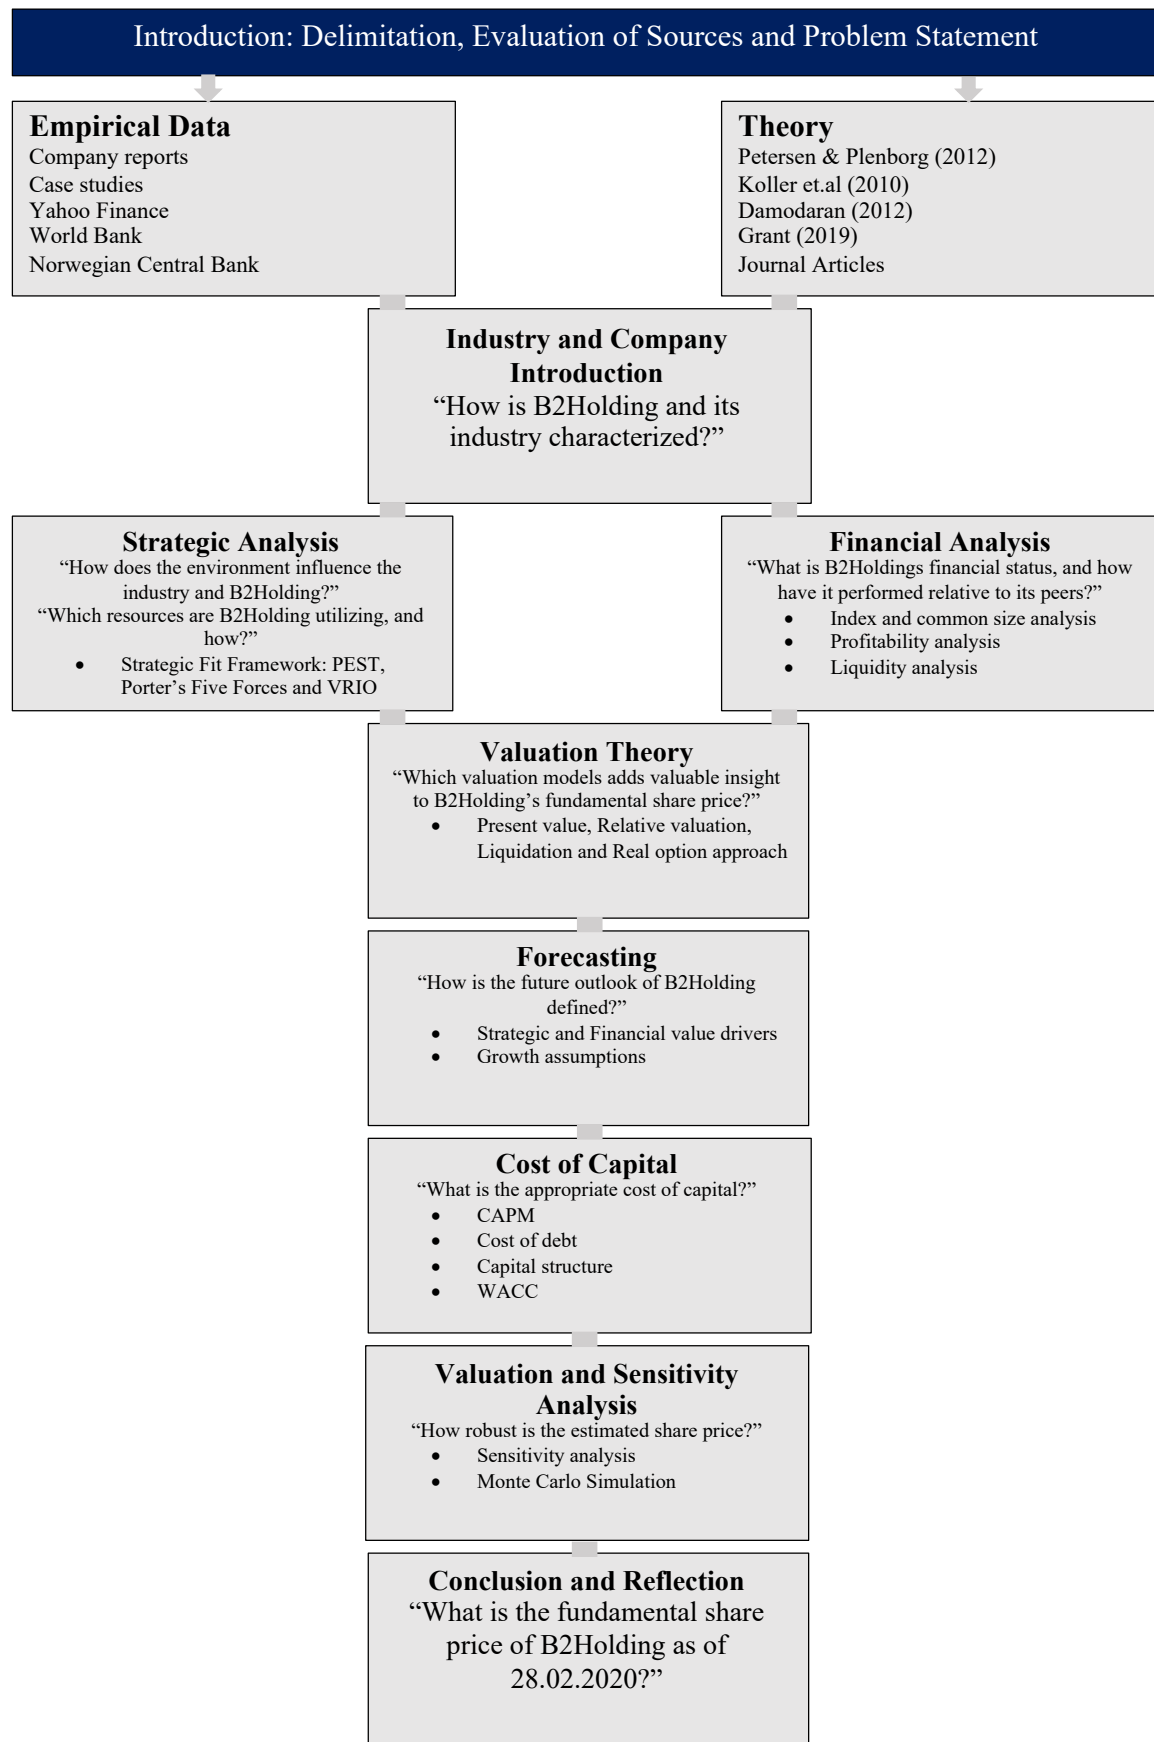 Introduction: Delimitation, Evaluation of Sources and Problem Statement
Empirical Data
Company reports
Case studies
Yahoo Finance
World Bank
Norwegian Central Bank
Theory
Petersen & Plenborg (2012)
Koller et.al (2010)
Damodaran (2012)
Grant (2019)
Journal Articles
Industry and Company
Introduction
“How is B2Holding and its
industry characterized?”
Strategic Analysis
“How does the environment influence the
industry and B2Holding?”
“Which resources are B2Holding utilizing, and
how?”
• Strategic Fit Framework: PEST,
Porter’s Five Forces and VRIO
Financial Analysis
“What is B2Holdings financial status, and how
have it performed relative to its peers?”
• Index and common size analysis
• Profitability analysis
• Liquidity analysis
Valuation Theory
“Which valuation models adds valuable insight
to B2Holding’s fundamental share price?”
• Present value, Relative valuation,
Liquidation and Real option approach
Forecasting
“How is the future outlook of B2Holding
defined?”
• Strategic and Financial value drivers
• Growth assumptions
Cost of Capital
“What is the appropriate cost of capital?”
• CAPM
• Cost of debt
• Capital structure
• WACC
Valuation and Sensitivity
Analysis
“How robust is the estimated share price?”
• Sensitivity analysis
• Monte Carlo Simulation
Conclusion and Reflection
“What is the fundamental share
price of B2Holding as of
28.02.2020?”